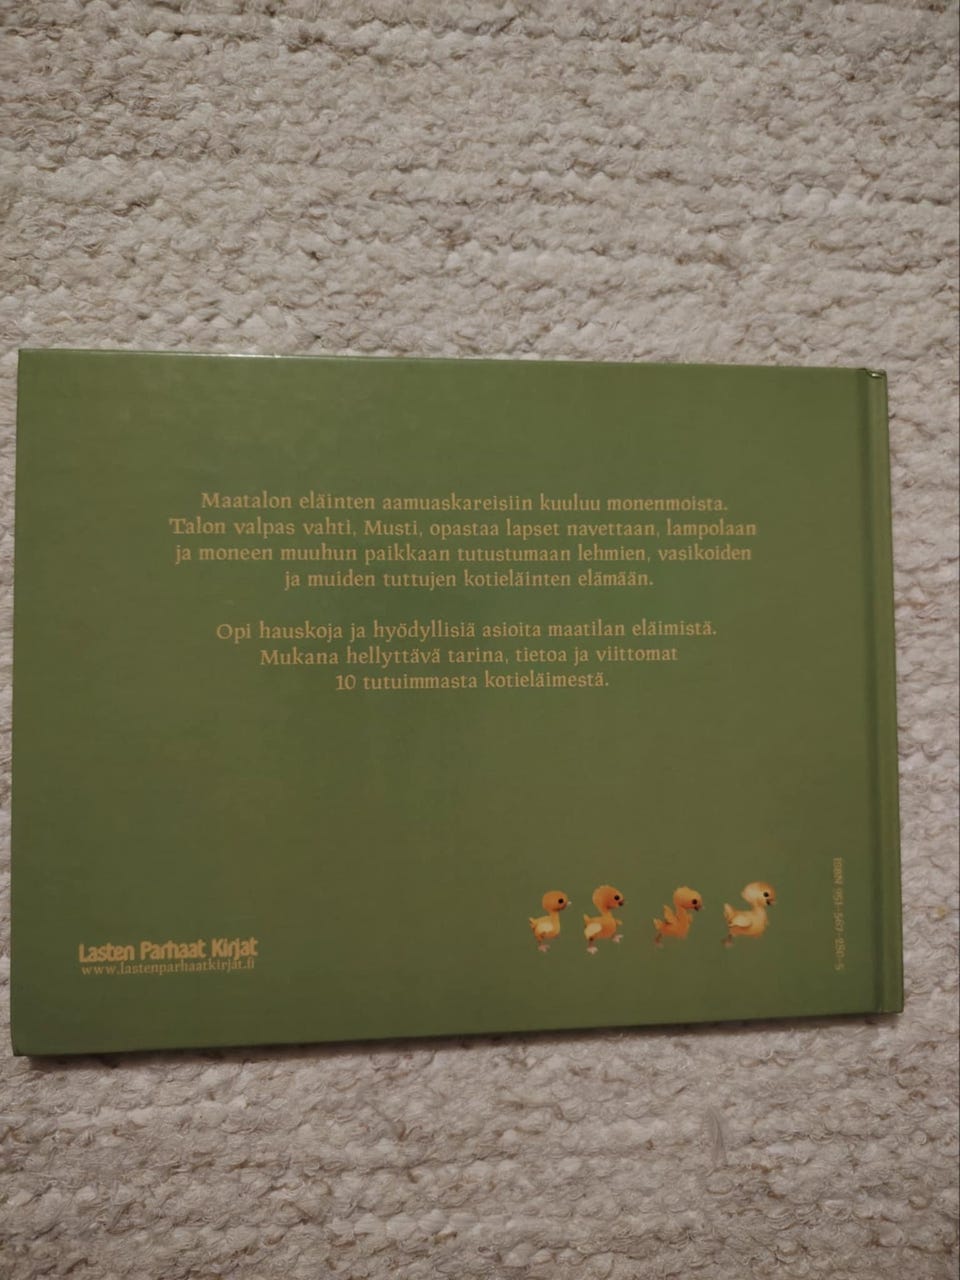 Maatalon eläinten aamuaskareisiin kuuluu monenmoista.
Talon valpas vahti, Musti, opastaa lapset navettaan, lampolaan
ja moneen muuhun paikkaan tutustumaan lehmien, vasikoiden
ja muiden tuttujen kotieläinten elämään.
Opi hauskoja ja hyödyllisiä asioita maatilan eläimistä.
Mukana hellyttävä tarina, tietoa ja viittomat
10 tutuimmasta kotieläimestä.
Lasten Parhaat Kirjat
www.lastenparhaatkirjat.fi
ISBN